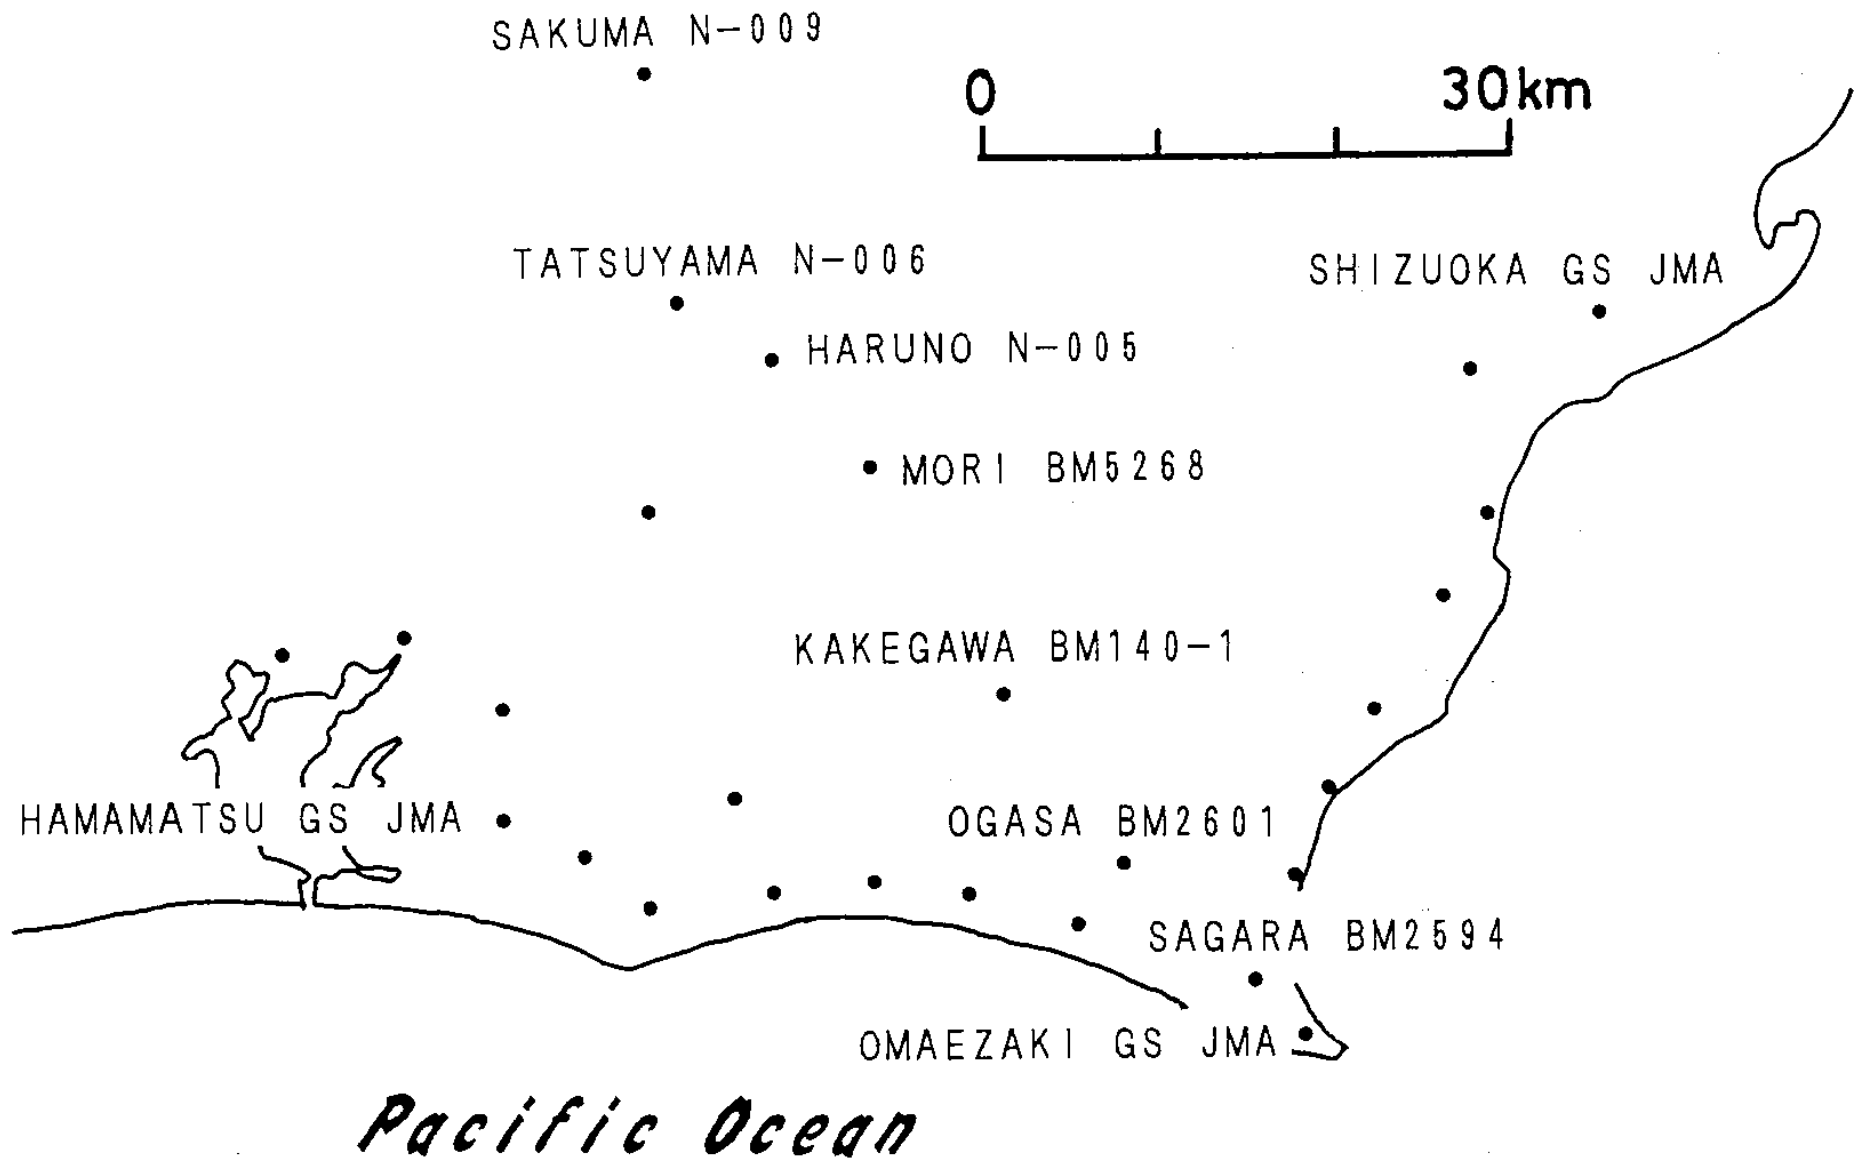 SAKUMA N-009
0 30km
TATSUYAMA N-006
SHIZUOKA GS JMA
HARUNO N-005
MORI BM5268
KAKEGAWA BM140-1
HAMAMATSU GS JMA
OGASA BM2601
SAGARA BM2594
OMAEZAKI GS JMA
Pacific Ocean